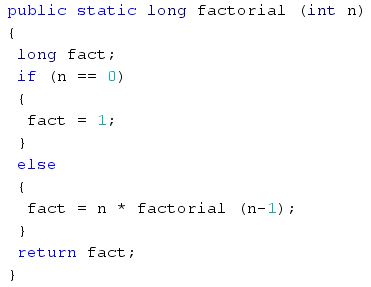 public static long factorial (int n)
{
 long fact;
 if (n == 0)
 {
  fact = 1;
 }
 else
 {
  fact = n * factorial (n-1);
 }
 return fact;
}